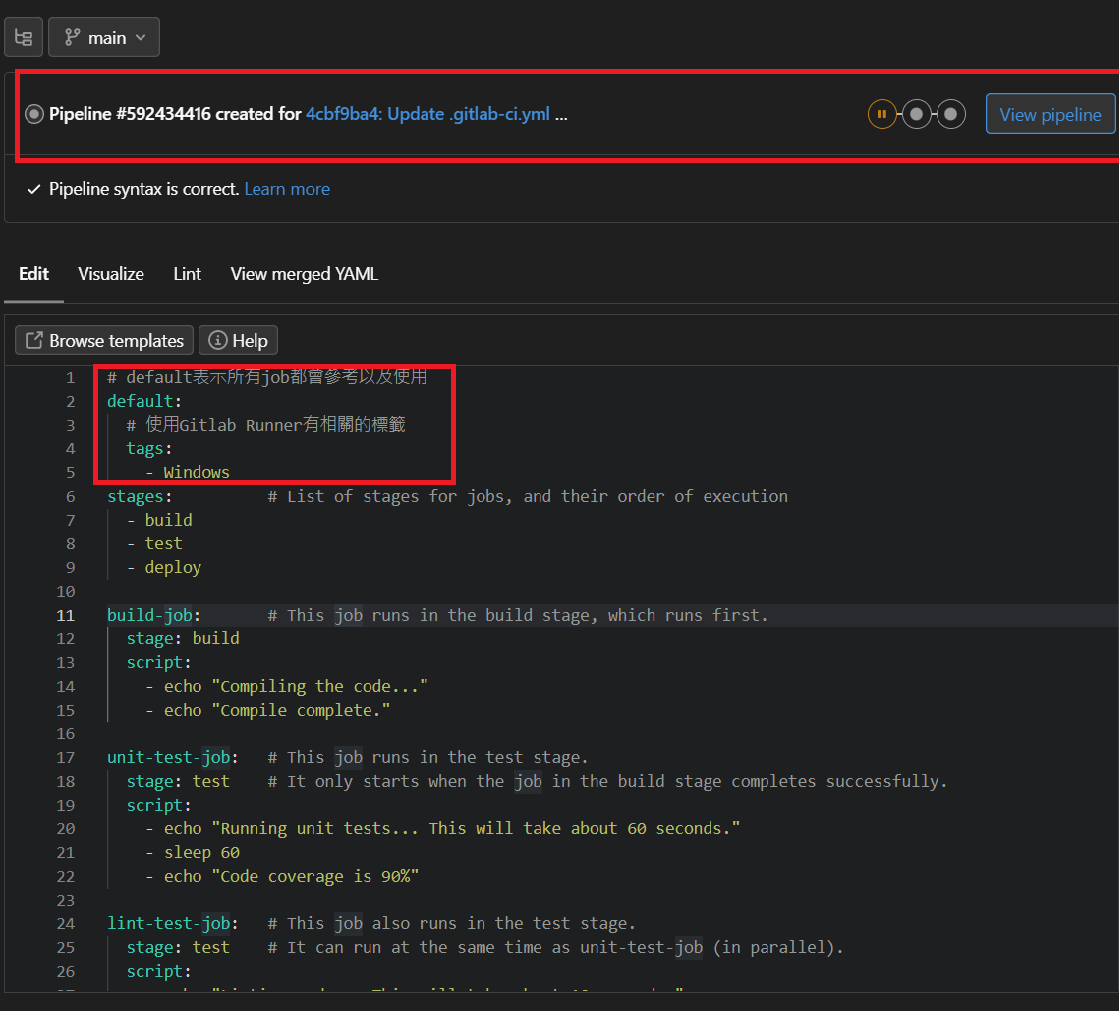 main
Pipeline #592434416 created for 4cbf9ba4: Update .gitlab-ci.yml ...
View pipeline
Pipeline syntax is correct. Learn more
Edit Visualize Lint View merged YAML
Browse templates Help
1 # default表示所有job都會參考以及使用
2 default:
3 # 使用Gitlab Runner有相關的標籤
4 tags:
5 - Windows
6 stages: # List of stages for jobs, and their order of execution
7 - build
8 - test
9 - deploy
10
11 build-job: # This job runs in the build stage, which runs first.
12 stage: build
13 script:
14 - echo "Compiling the code..."
15 - echo "Compile complete."
16
17 unit-test-job: # This job runs in the test stage.
18 stage: test # It only starts when the job in the build stage completes successfully.
19 script:
20 - echo "Running unit tests... This will take about 60 seconds."
21 - sleep 60
22 - echo "Code coverage is 90%"
23
24 lint-test-job: # This job also runs in the test stage.
25 stage: test # It can run at the same time as unit-test-job (in parallel).
26 script: